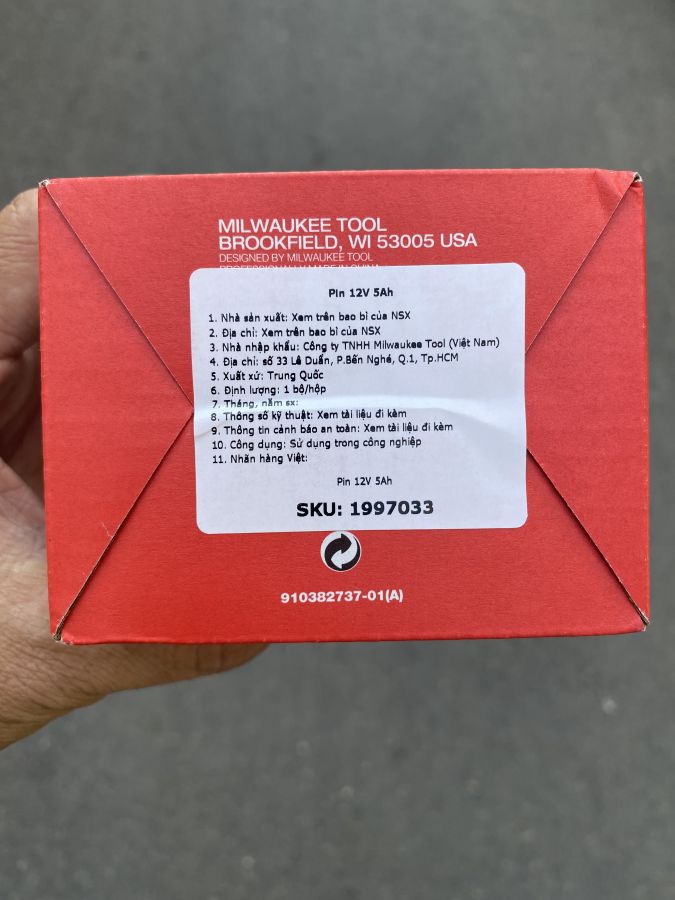 MILWAUKEE TOOL
BROOKFIELD, WI 53005 USA
DESIGNED BY MILWAUKEE TOOL
PROFESSIONALLY MADE IN CHINA
Pin 12V 5Ah
1. Nhà sản xuất: Xem trên bao bì của NSX
2. Địa chỉ: Xem trên bao bì của NSX
3. Nhà nhập khẩu: Công ty TNHH Milwaukee Tool (Việt Nam)
4. Địa chỉ: số 33 Lê Duẩn, P.Bến Nghé, Q.1, Tp.HCM
5. Xuất xứ: Trung Quốc
6. Định lượng: 1 bộ/hộp
7. Tháng, năm sx:
8. Thông số kỹ thuật: Xem tài liệu đi kèm
9. Thông tin cảnh báo an toàn: Xem tài liệu đi kèm
10. Công dụng: Sử dụng trong công nghiệp
11. Nhãn hàng Việt:
Pin 12V 5Ah
SKU: 1997033
910382737-01(A)